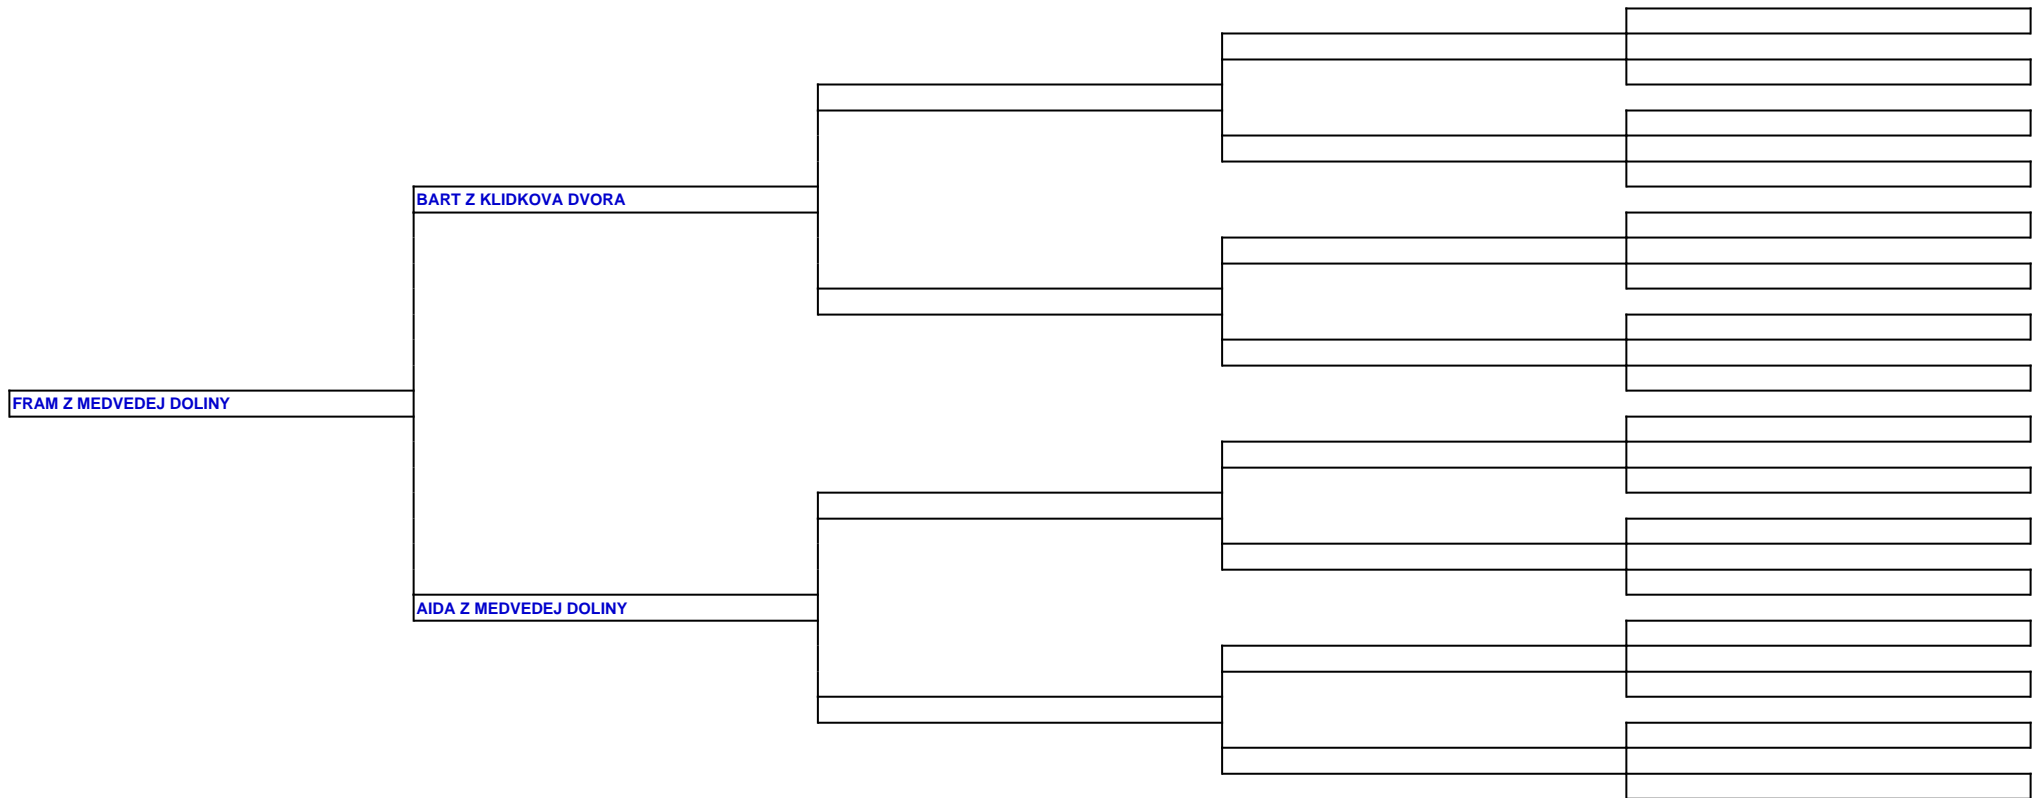 BART Z KLIDKOVA DVORA
FRAM Z MEDVEDEJ DOLINY
AIDA Z MEDVEDEJ DOLINY